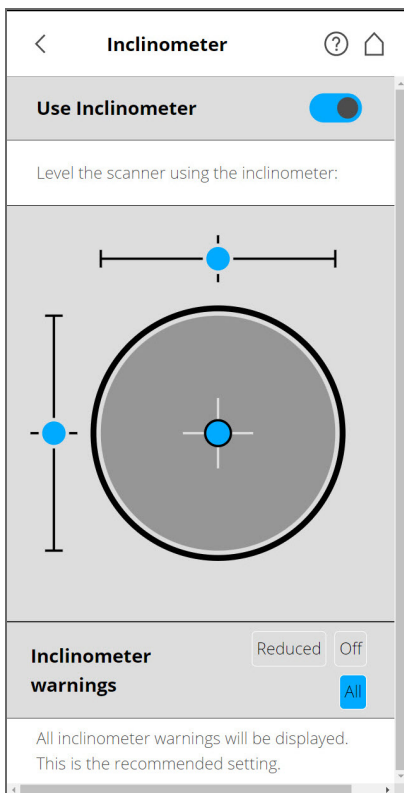 Inclinometer
?
Use Inclinometer
Level the scanner using the inclinometer:
Inclinometer
warnings
Reduced
Off
All
All inclinometer warnings will be displayed.
This is the recommended setting.